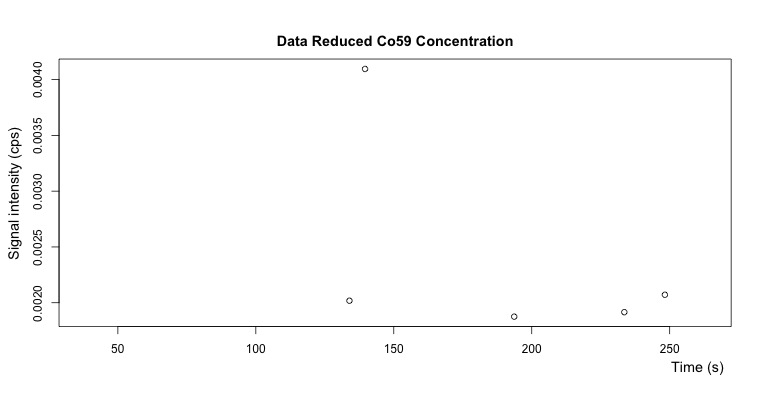 Data Reduced Co59 Concentration
Signal intensity (cps)
0.0040
0.0035
0.0030
0.0025
0.0020
50 100 150 200 250
Time (s)